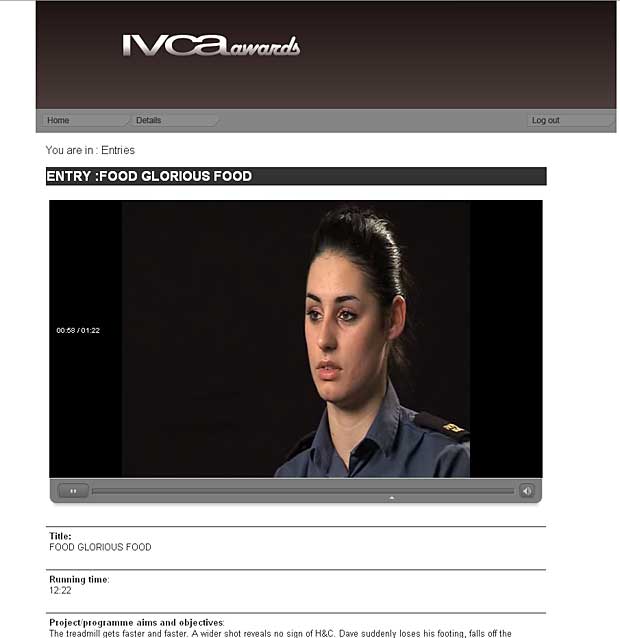 IVCA awards
Home Details Log out
You are in : Entries
ENTRY :FOOD GLORIOUS FOOD
00:58 / 01:22
Title:
FOOD GLORIOUS FOOD
Running time:
12:22
Project/programme aims and objectives:
The treadmill gets faster and faster. A wider shot reveals no sign of H&C. Dave suddenly loses his footing, falls off the